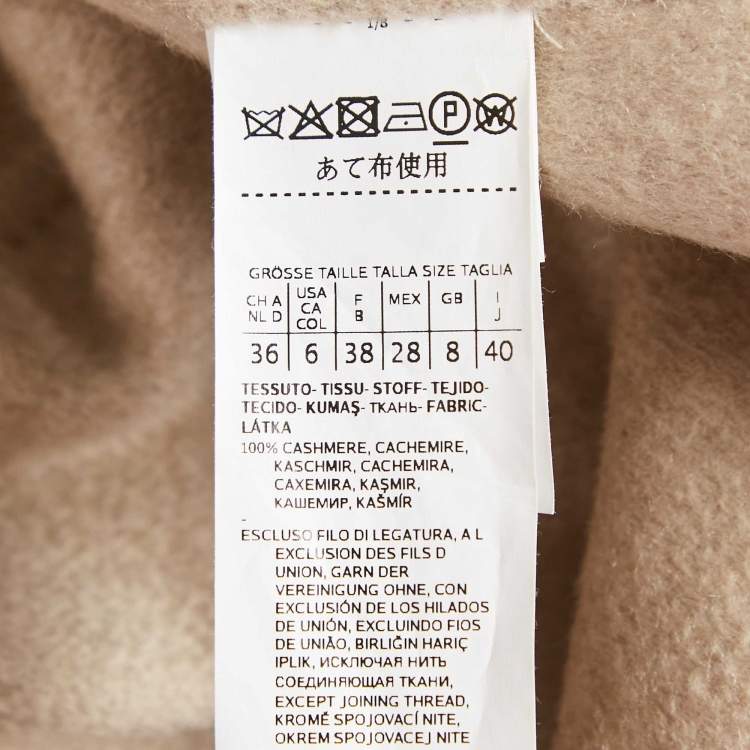 1/8
P
W
あて布使用
GRÖSSE TAILLE TALLA SIZE TAGLIA
CH A NL D USA CA COL F B MEX GB I J
36 6 38 28 8 40
TESSUTO- TISSU- STOFF- TEJIDO-
TECIDO- KUMAŞ- ТКАНЬ- FABRIC-
LÁTKA
100% CASHMERE, CACHEMIRE,
KASCHMIR, CACHEMIRA,
CAXEMIRA, KAŞMIR,
КАШЕМИР, KAŠMÍR
-
ESCLUSO FILO DI LEGATURA, A L
EXCLUSION DES FILS D
UNION, GARN DER
VEREINIGUNG OHNE, CON
EXCLUSIÓN DE LOS HILADOS
DE UNIÓN, EXCLUINDO FIOS
DE UNIÃO, BIRLIĞIN HARIÇ
IPLIK, ИСКЛЮЧАЯ НИТЬ
СОЕДИНЯЮЩАЯ ТКАНИ,
EXCEPT JOINING THREAD,
KROMĚ SPOJOVACÍ NITE,
OKREM SPOJOVACEJ NITE